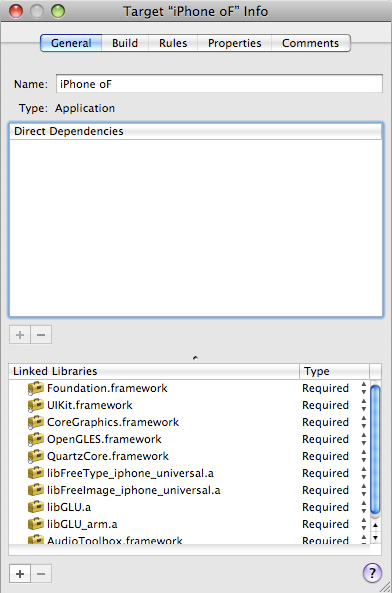 Target “iPhone oF” Info
General Build Rules Properties Comments
Name: iPhone oF
Type: Application
Direct Dependencies
+ −
Linked Libraries Type
Foundation.framework Required
UIKit.framework Required
CoreGraphics.framework Required
OpenGLES.framework Required
QuartzCore.framework Required
libFreeType_iphone_universal.a Required
libFreeImage_iphone_universal.a Required
libGLU.a Required
libGLU_arm.a Required
AudioToolbox.framework Required
+ − ?